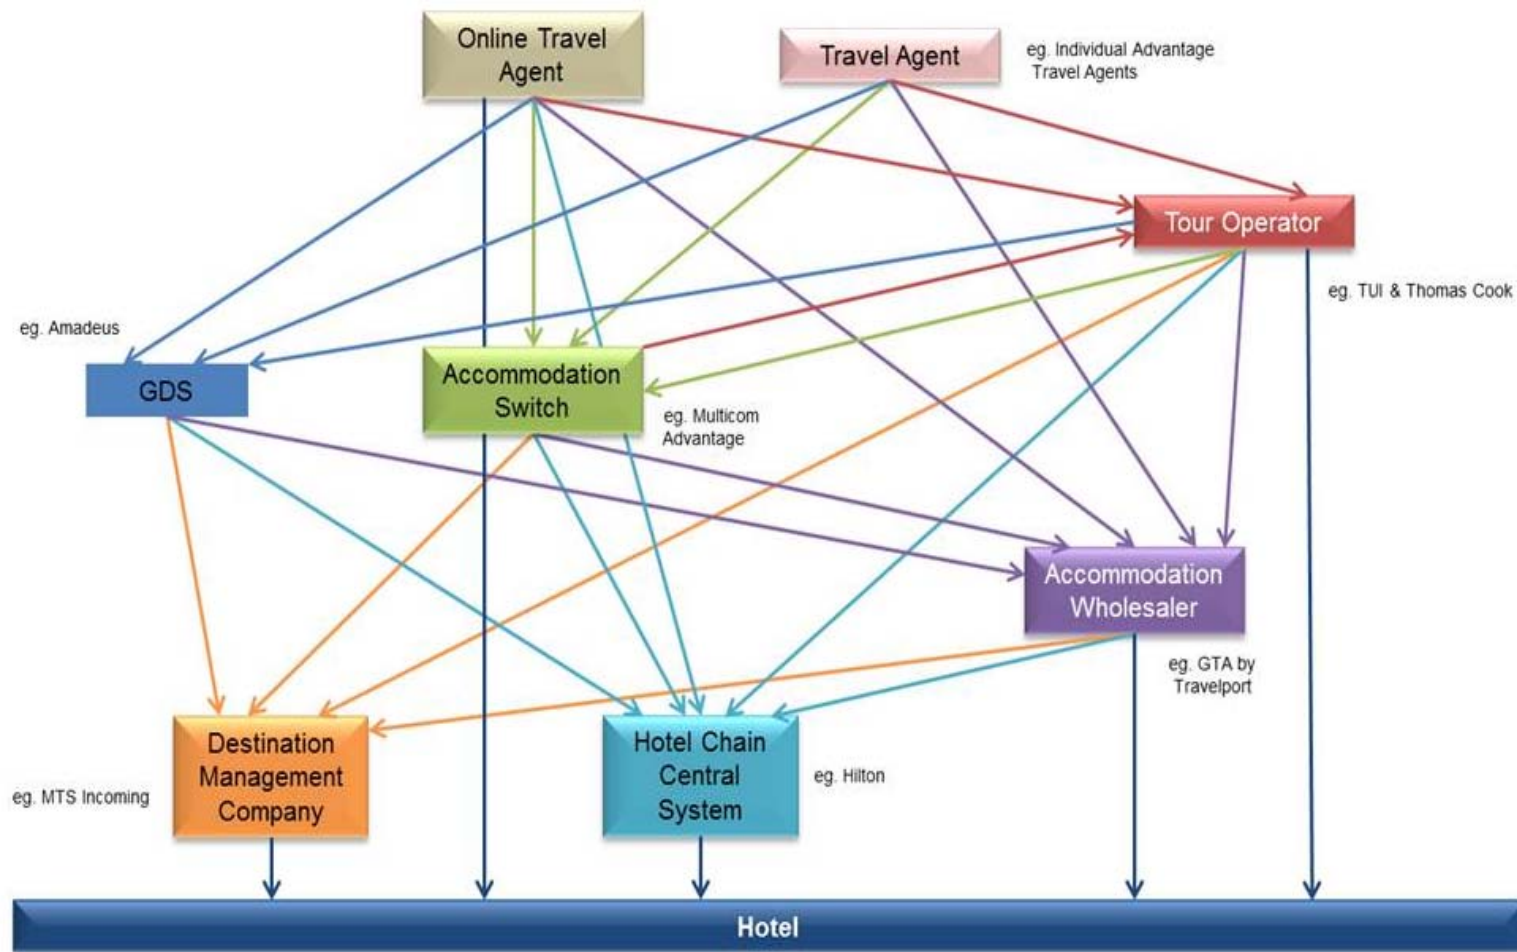 Online Travel
Agent
Travel Agent
eg. Individual Advantage
Travel Agents
Tour Operator
eg. TUI & Thomas Cook
eg. Amadeus
GDS
Accommodation
Switch
eg. Multicom
Advantage
Accommodation
Wholesaler
eg. GTA by
Travelport
Destination
Management
Company
eg. MTS Incoming
Hotel Chain
Central
System
eg. Hilton
Hotel